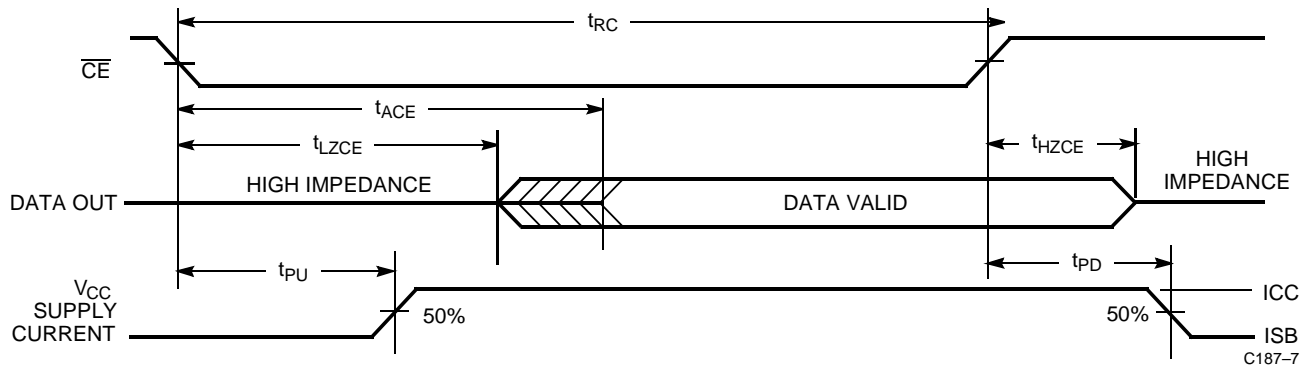 tRC
CE
tACE
tLZCE
tHZCE
HIGH IMPEDANCE
HIGH
IMPEDANCE
DATA OUT
DATA VALID
tPU
tPD
VCC
SUPPLY
CURRENT
50%
50%
ICC
ISB
C187–7